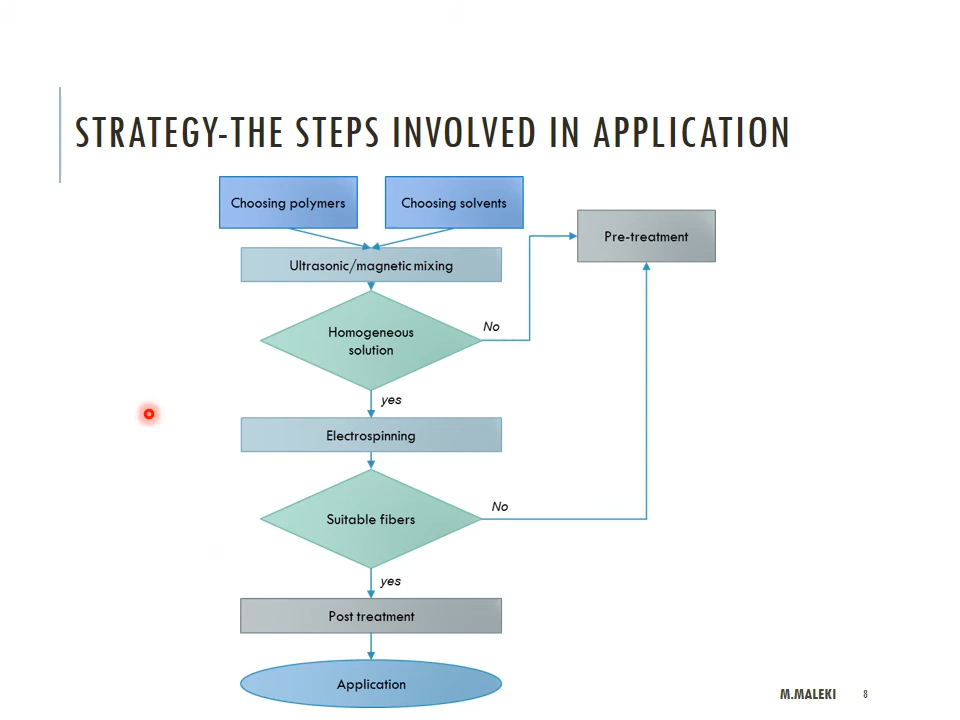 STRATEGY-THE STEPS INVOLVED IN APPLICATION
Choosing polymers
Choosing solvents
Pre-treatment
Ultrasonic/magnetic mixing
Homogeneous
solution
No
yes
Electrospinning
Suitable fibers
No
yes
Post treatment
Application
M.MALEKI
8